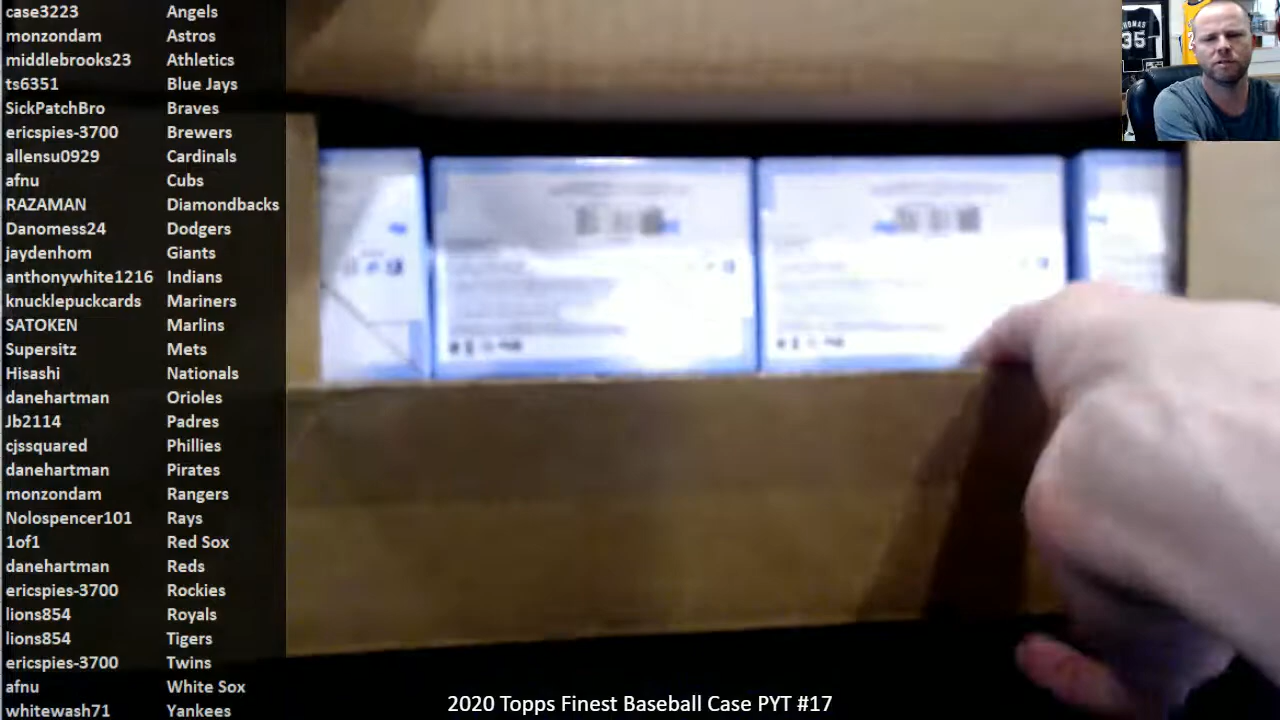 case3223 Angels
monzondam Astros
middlebrooks23 Athletics
ts6351 Blue Jays
SickPatchBro Braves
ericspies-3700 Brewers
allensu0929 Cardinals
afnu Cubs
RAZAMAN Diamondbacks
Danomess24 Dodgers
jaydenhom Giants
anthonywhite1216 Indians
knucklepuckcards Mariners
SATOKEN Marlins
Supersitz Mets
Hisashi Nationals
danehartman Orioles
Jb2114 Padres
cjssquared Phillies
danehartman Pirates
monzondam Rangers
Nolospencer101 Rays
1of1 Red Sox
danehartman Reds
ericspies-3700 Rockies
lions854 Royals
lions854 Tigers
ericspies-3700 Twins
afnu White Sox
whitewash71 Yankees
2020 Topps Finest Baseball Case PYT #17
35